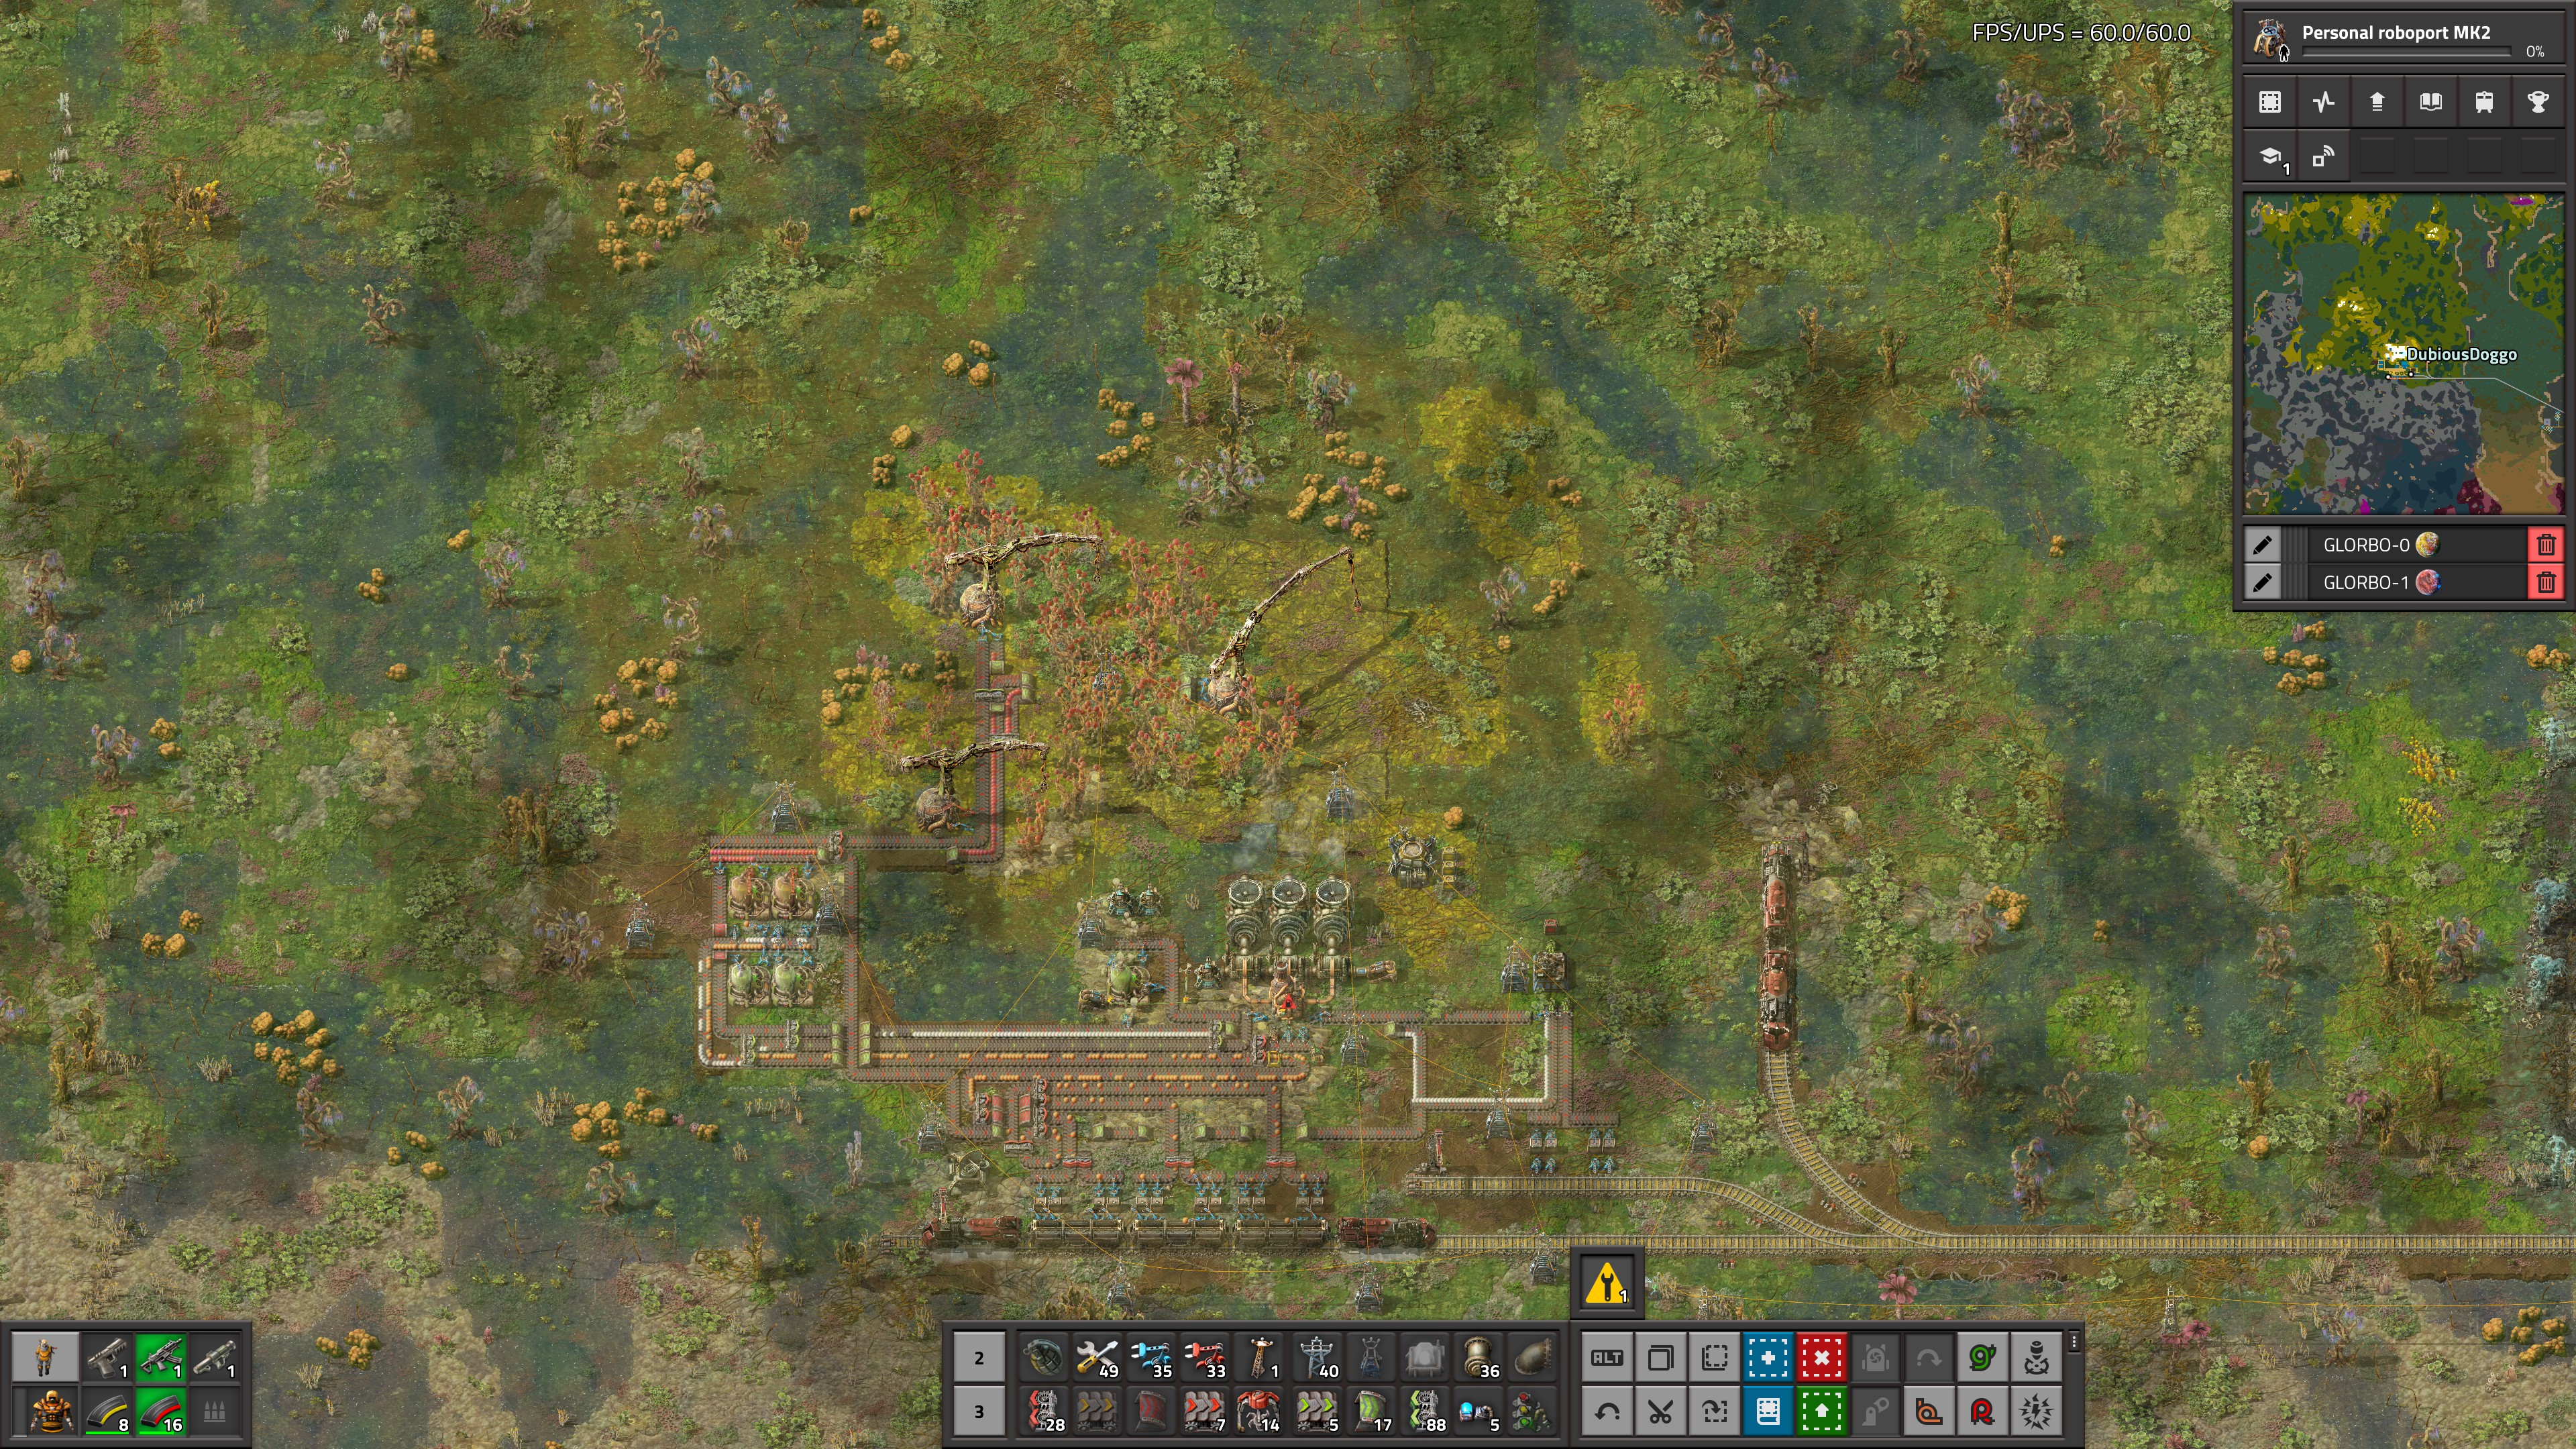 FPS/UPS = 60.0/60.0
Personal roboport MK2
0%
1
DubiousDoggo
GLORBO-0
GLORBO-1
1
1 1 1
8 16
2 49 35 33 1 40 36
3 28 7 14 5 17 88 5
ALT